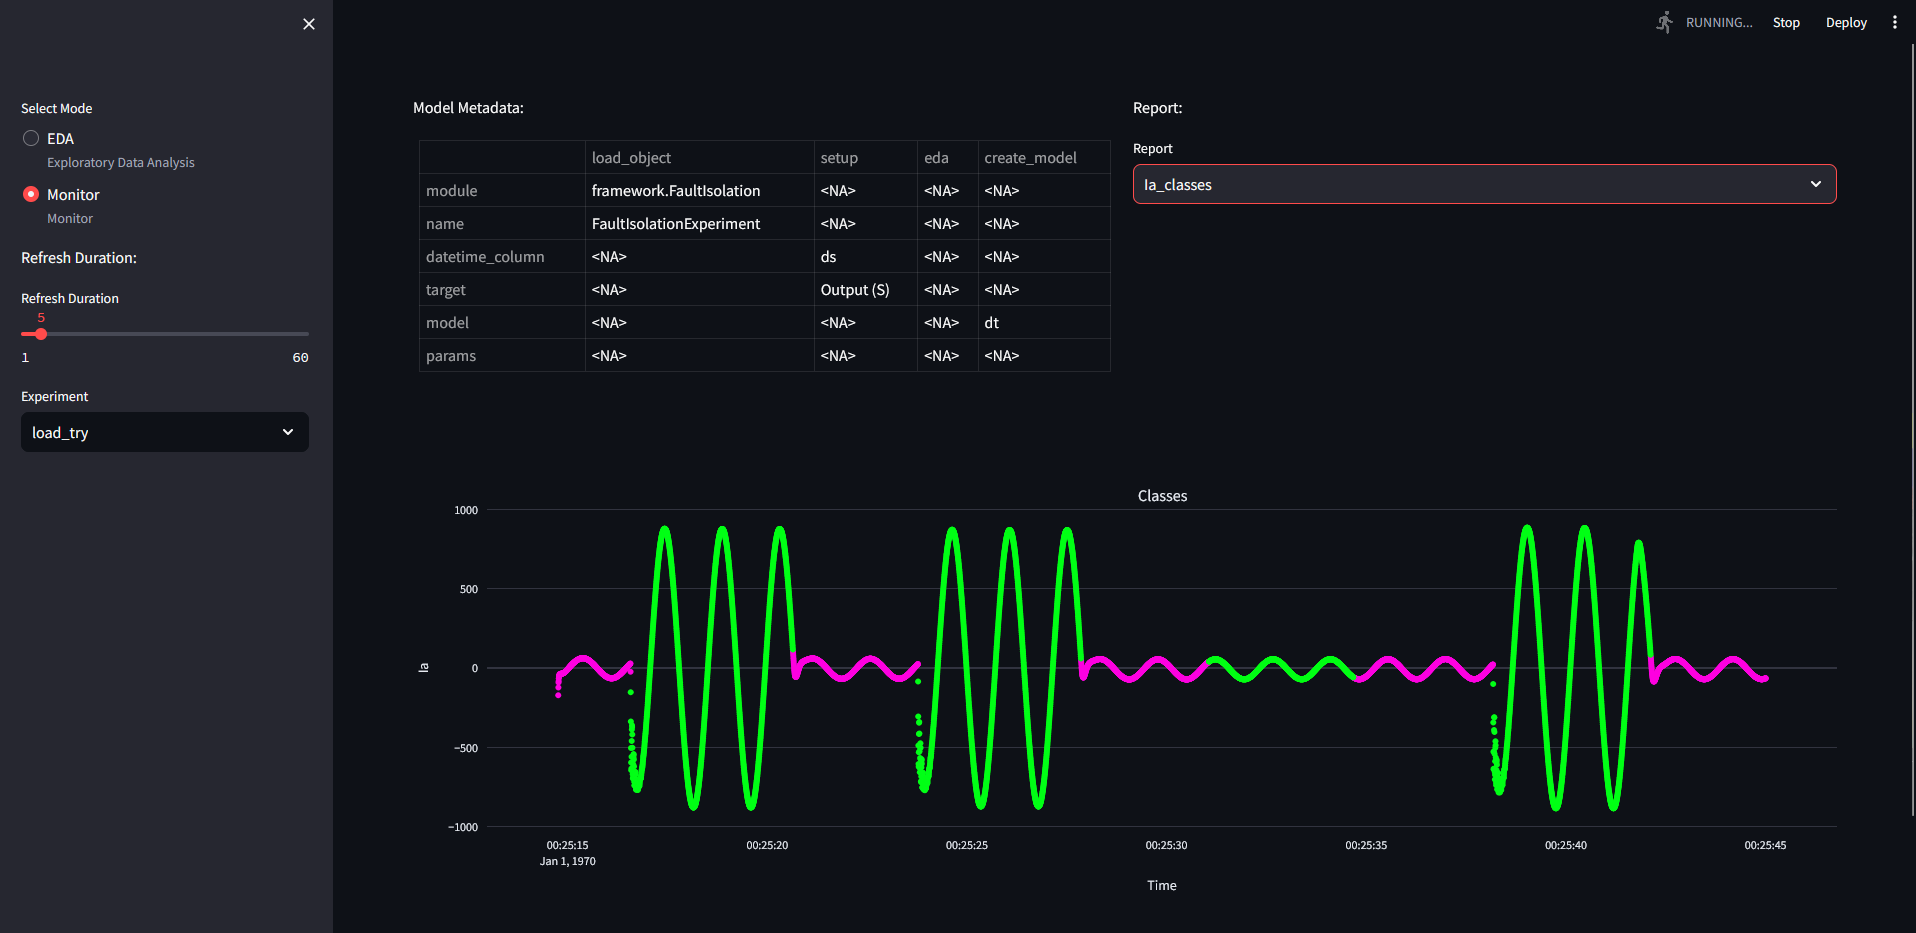 RUNNING...
Stop
Deploy
Select Mode
EDA
Exploratory Data Analysis
Monitor
Monitor
Refresh Duration:
Refresh Duration
5
1 60
Experiment
load_try
Model Metadata:
load_object setup eda create_model
module framework.FaultIsolation <NA> <NA> <NA>
name FaultIsolationExperiment <NA> <NA> <NA>
datetime_column <NA> ds <NA> <NA>
target <NA> Output (S) <NA> <NA>
model <NA> <NA> <NA> dt
params <NA> <NA> <NA> <NA>
Report:
Report
Ia_classes
Classes
1000
500
0
−500
−1000
Ia
00:25:15 00:25:20 00:25:25 00:25:30 00:25:35 00:25:40 00:25:45
Jan 1, 1970
Time